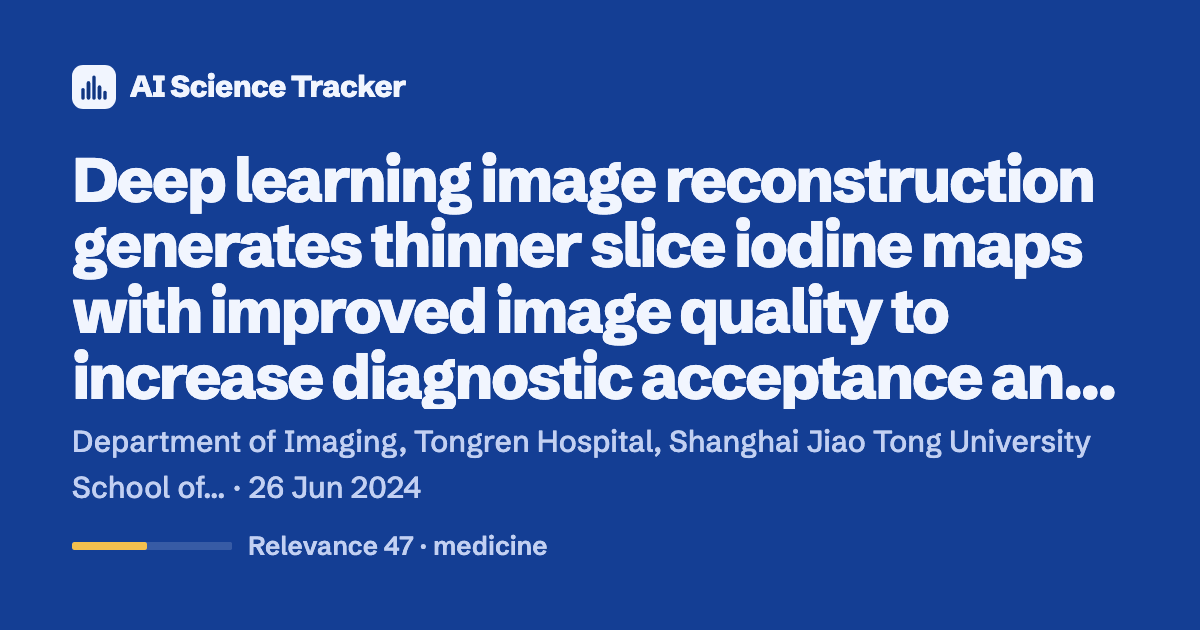 AI Science Tracker
Deep learning image reconstruction
generates thinner slice iodine maps
with improved image quality to
increase diagnostic acceptance an...
Department of Imaging, Tongren Hospital, Shanghai Jiao Tong University
School of... · 26 Jun 2024
Relevance 47 · medicine